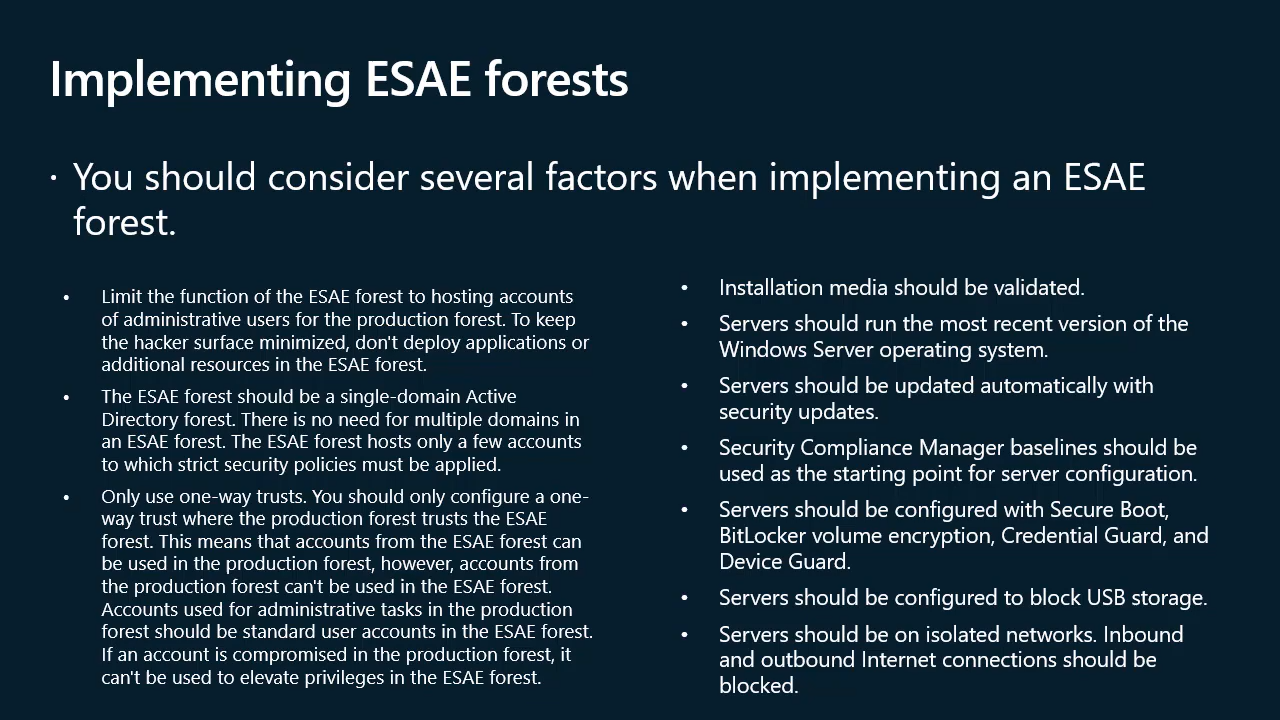 Implementing ESAE forests
· You should consider several factors when implementing an ESAE
forest.
• Limit the function of the ESAE forest to hosting accounts
of administrative users for the production forest. To keep
the hacker surface minimized, don't deploy applications or
additional resources in the ESAE forest.
• The ESAE forest should be a single-domain Active
Directory forest. There is no need for multiple domains in
an ESAE forest. The ESAE forest hosts only a few accounts
to which strict security policies must be applied.
• Only use one-way trusts. You should only configure a one-
way trust where the production forest trusts the ESAE
forest. This means that accounts from the ESAE forest can
be used in the production forest, however, accounts from
the production forest can't be used in the ESAE forest.
Accounts used for administrative tasks in the production
forest should be standard user accounts in the ESAE forest.
If an account is compromised in the production forest, it
can't be used to elevate privileges in the ESAE forest.
• Installation media should be validated.
• Servers should run the most recent version of the
Windows Server operating system.
• Servers should be updated automatically with
security updates.
• Security Compliance Manager baselines should be
used as the starting point for server configuration.
• Servers should be configured with Secure Boot,
BitLocker volume encryption, Credential Guard, and
Device Guard.
• Servers should be configured to block USB storage.
• Servers should be on isolated networks. Inbound
and outbound Internet connections should be
blocked.